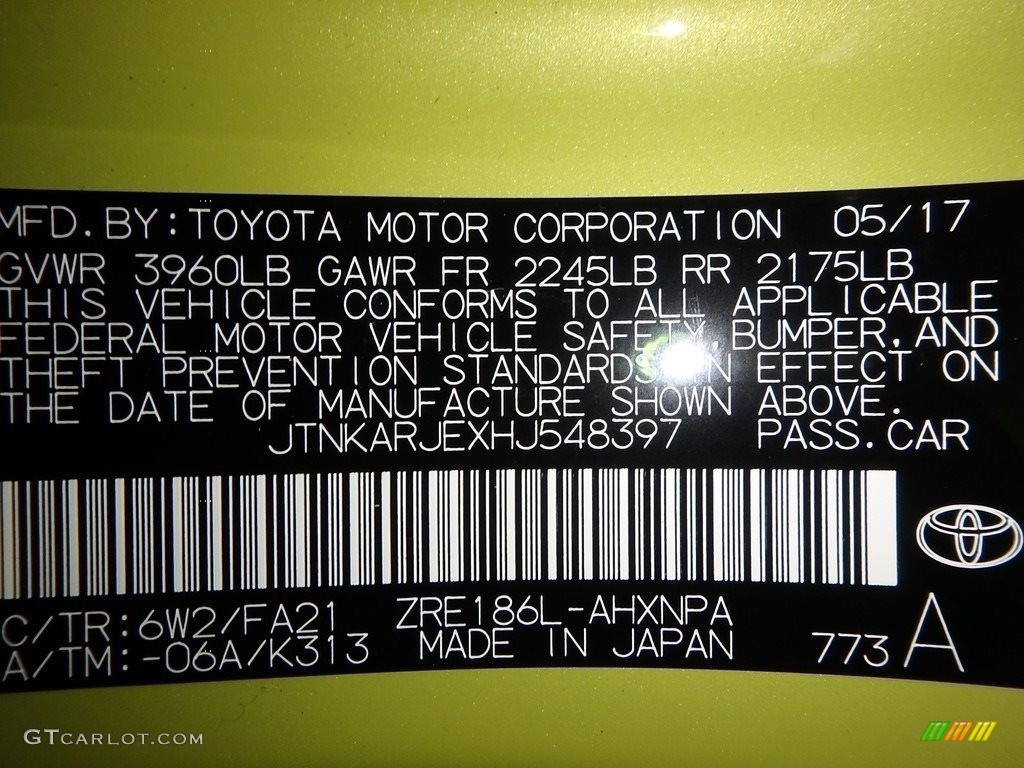 MFD. BY: TOYOTA MOTOR CORPORATION 05/17
GVWR 3960LB GAWR FR 2245LB RR 2175LB
THIS VEHICLE CONFORMS TO ALL APPLICABLE
FEDERAL MOTOR VEHICLE SAFETY, BUMPER, AND
THEFT PREVENTION STANDARDS IN EFFECT ON
THE DATE OF MANUFACTURE SHOWN ABOVE.
JTNKARJEXHJ548397 PASS. CAR
C/TR: 6W2/FA21 ZRE186L-AHXNPA
A/TM: -06A/K313 MADE IN JAPAN 773 A
GTCARLOT.COM